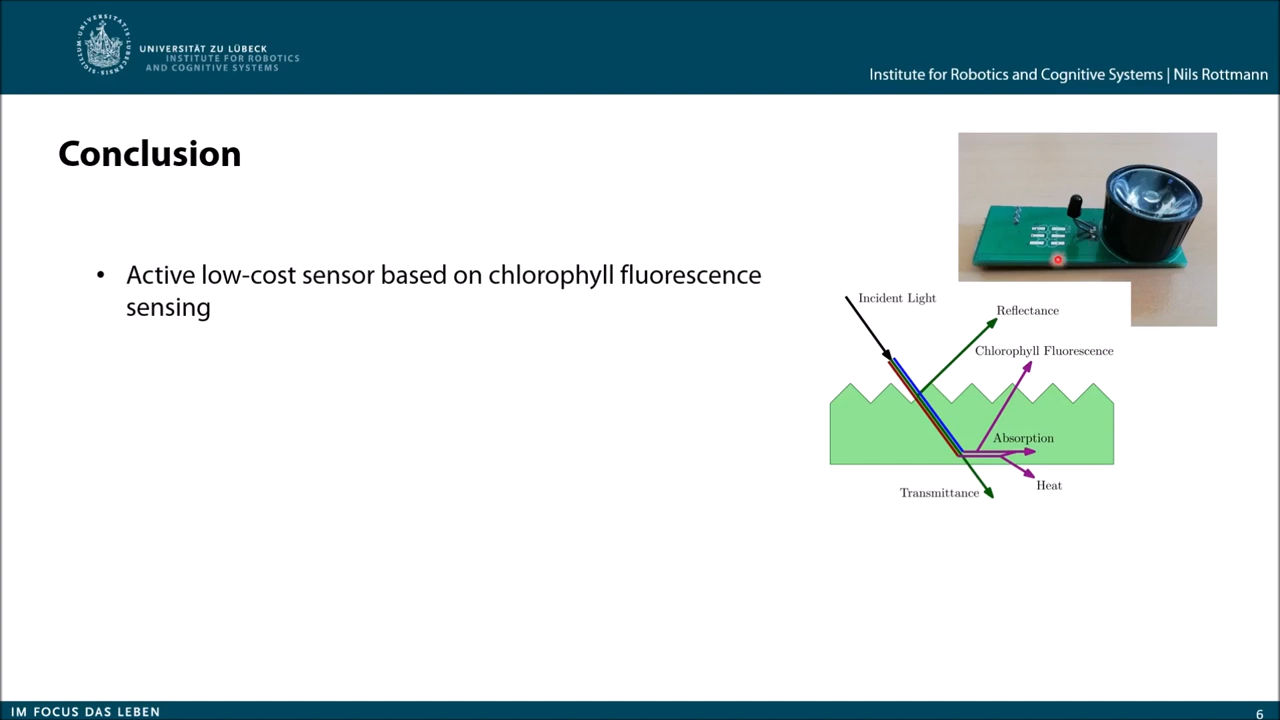 UNIVERSITÄT ZU LÜBECK
INSTITUTE FOR ROBOTICS
AND COGNITIVE SYSTEMS
Institute for Robotics and Cognitive Systems | Nils Rottmann
Conclusion
• Active low-cost sensor based on chlorophyll fluorescence
sensing
Incident Light
Reflectance
Chlorophyll Fluorescence
Absorption
Heat
Transmittance
IM FOCUS DAS LEBEN
6